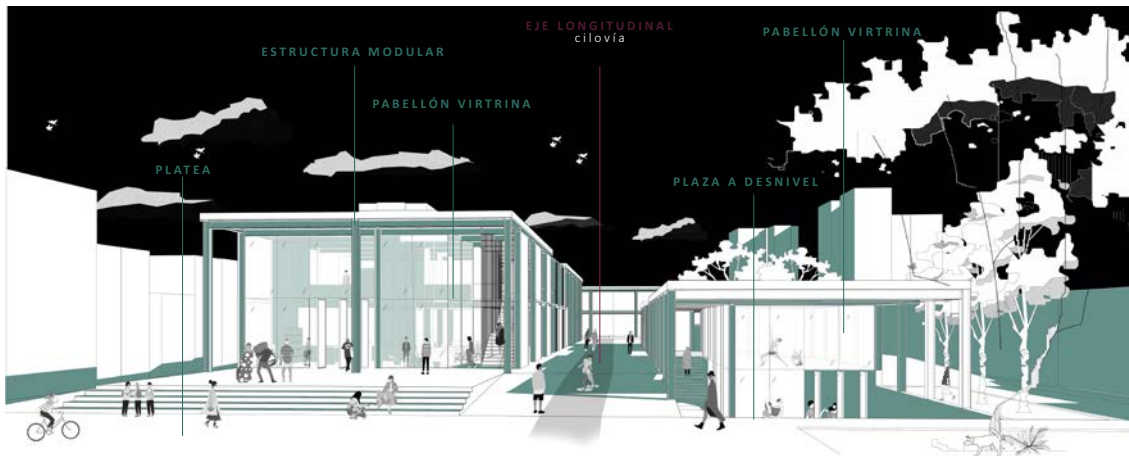 EJE LONGITUDINAL
cilovía
PABELLÓN VIRTRINA
ESTRUCTURA MODULAR
PABELLÓN VIRTRINA
PLATEA
PLAZA A DESNIVEL